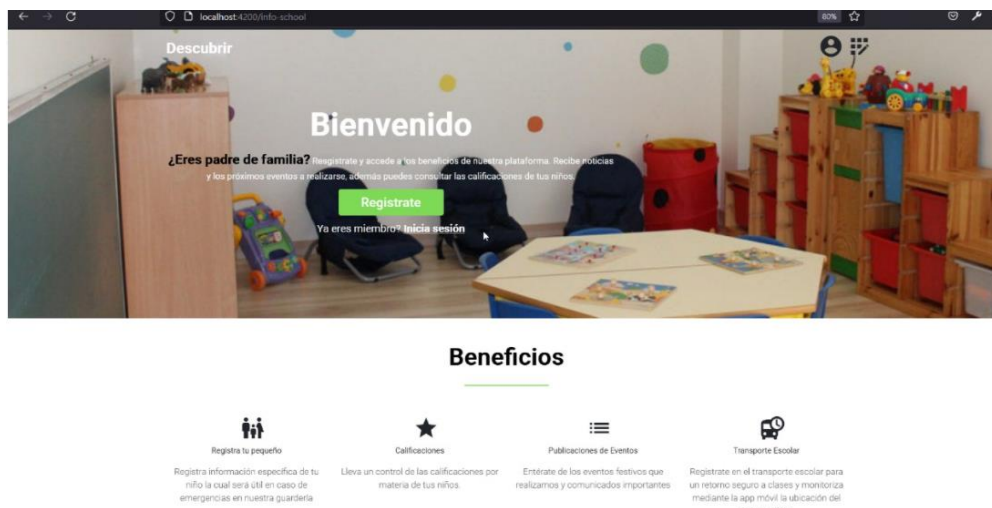 localhost:4200/info-school
80%
Descubrir
Bienvenido
¿Eres padre de familia? Resgistrate y accede a los beneficios de nuestra plataforma. Recibe noticias
y los próximos eventos a realizarse, además puedes consultar las calificaciones de tus niños.
Registrate
Ya eres miembro? Inicia sesión
Beneficios
Registra tu pequeño
Registra información especifica de tu
niño la cual será útil en caso de
emergencias en nuestra guardería
Calificaciones
Lleva un control de las calificaciones por
materia de tus niños.
Publicaciones de Eventos
Entérate de los eventos festivos que
realizamos y comunicados importantes
Transporte Escolar
Registrate en el transporte escolar para
un retorno seguro a clases y monitoriza
mediante la app móvil la ubicación del